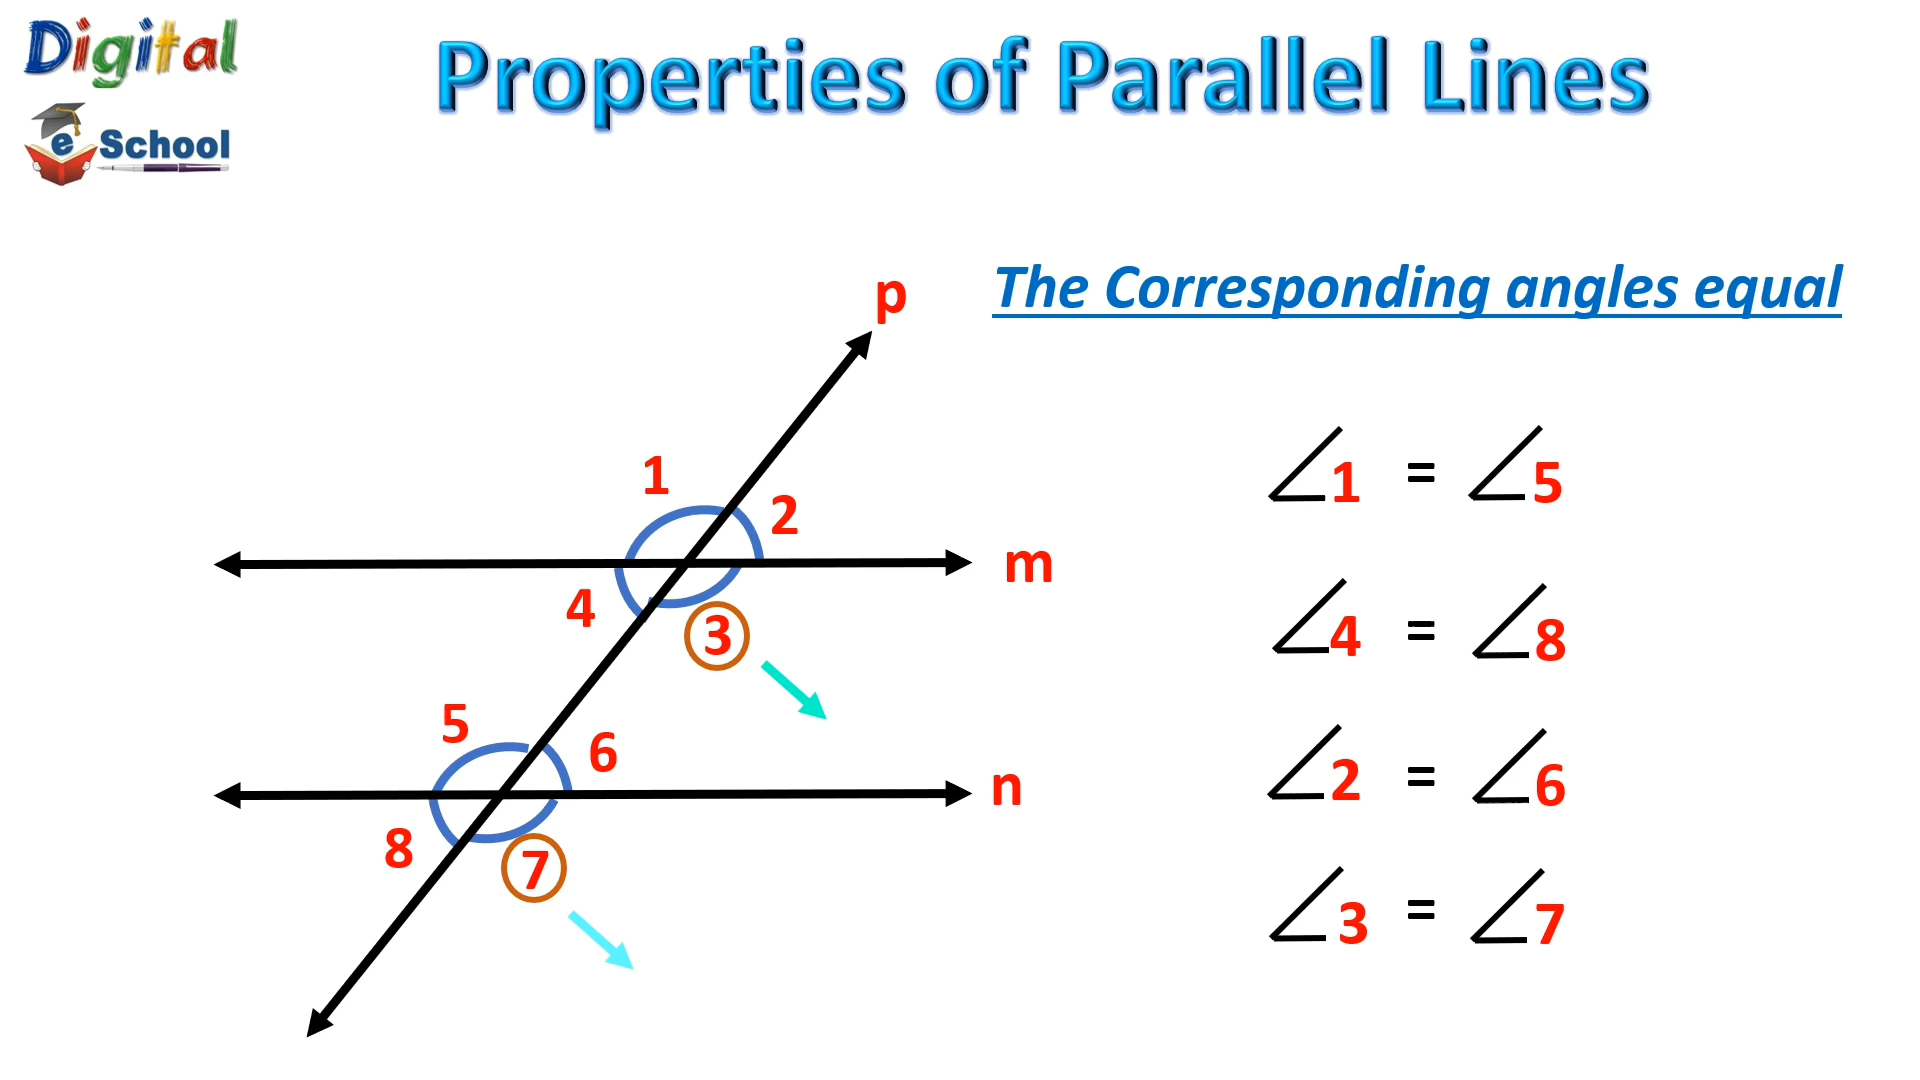 Digital
e School
Properties of Parallel Lines
The Corresponding angles equal
p
1
2
m
4
3
5
6
n
8
7
∠1 = ∠5
∠4 = ∠8
∠2 = ∠6
∠3 = ∠7